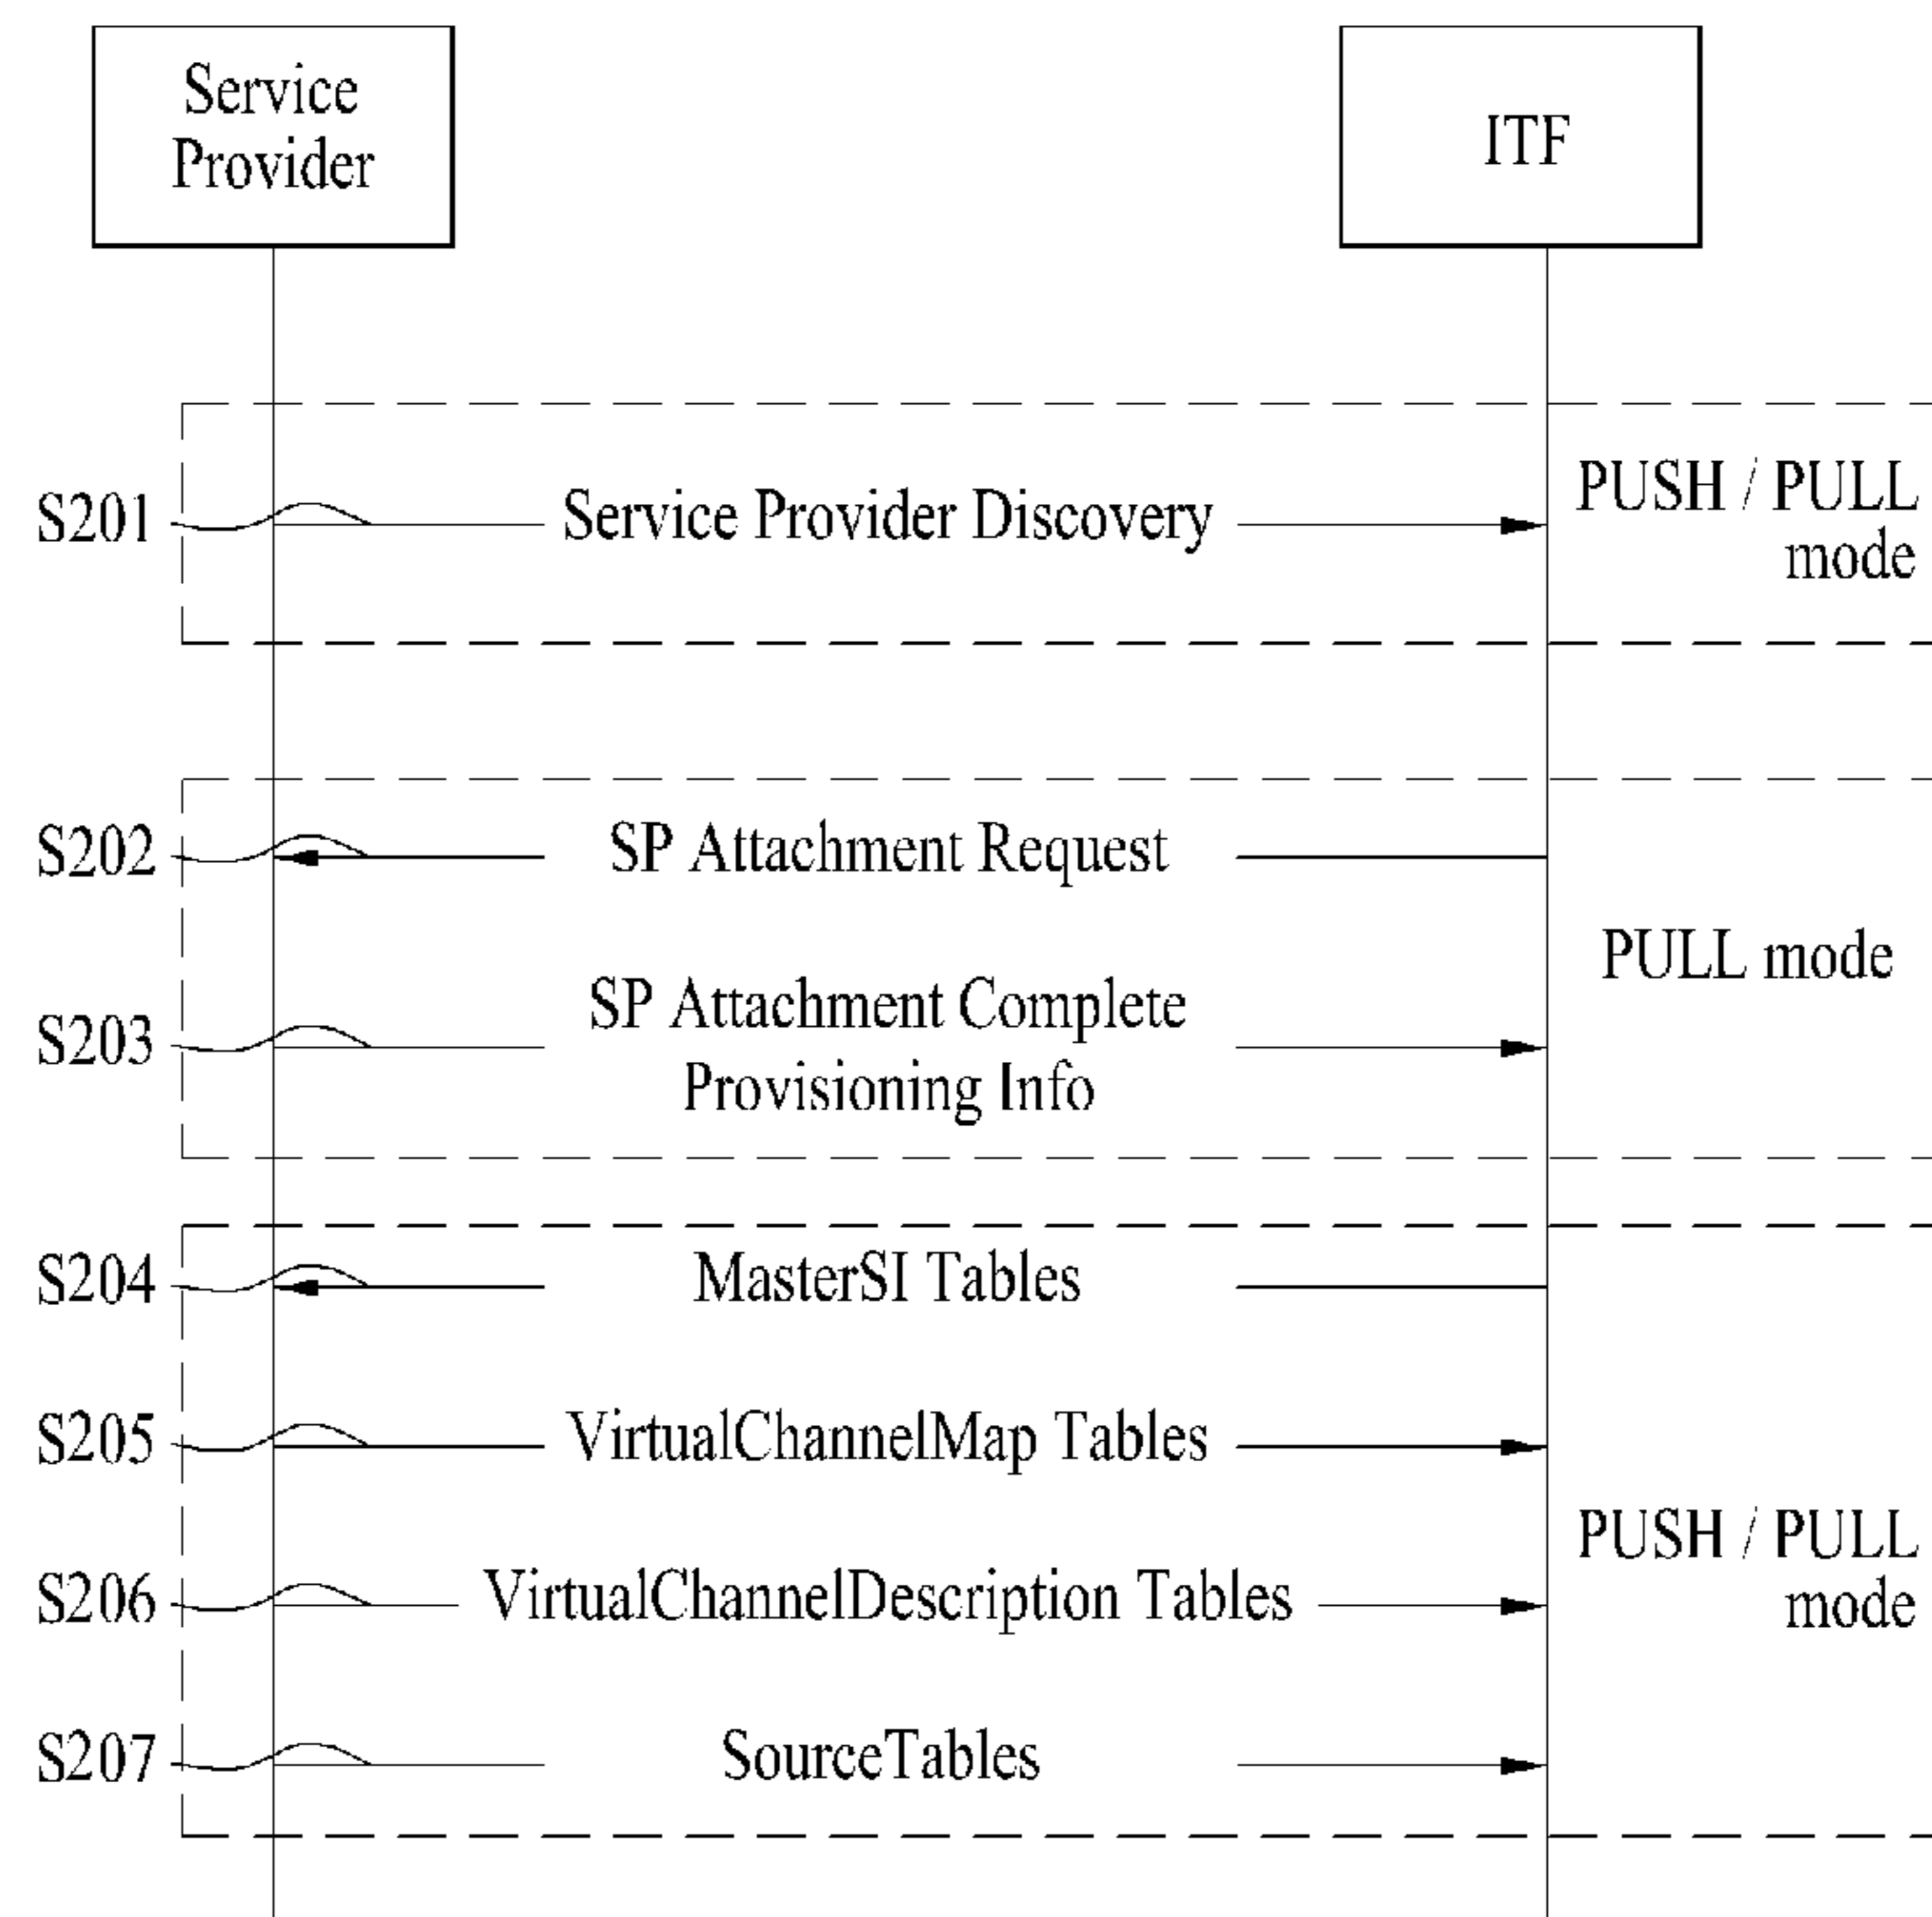 Service
Provider
ITF
S201
Service Provider Discovery
PUSH / PULL
mode
S202
SP Attachment Request
PULL mode
S203
SP Attachment Complete
Provisioning Info
S204
MasterSI Tables
S205
VirtualChannelMap Tables
PUSH / PULL
mode
S206
VirtualChannelDescription Tables
S207
SourceTables